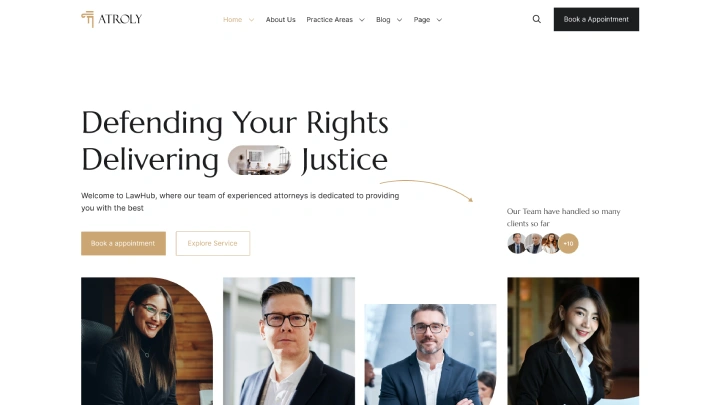 ATROLY
Home
About Us
Practice Areas
Blog
Page
Book a Appointment
Defending Your Rights
Delivering Justice
Welcome to LawHub, where our team of experienced attorneys is dedicated to providing
you with the best
Book a appointment
Explore Service
Our Team have handled so many
clients so far
+16